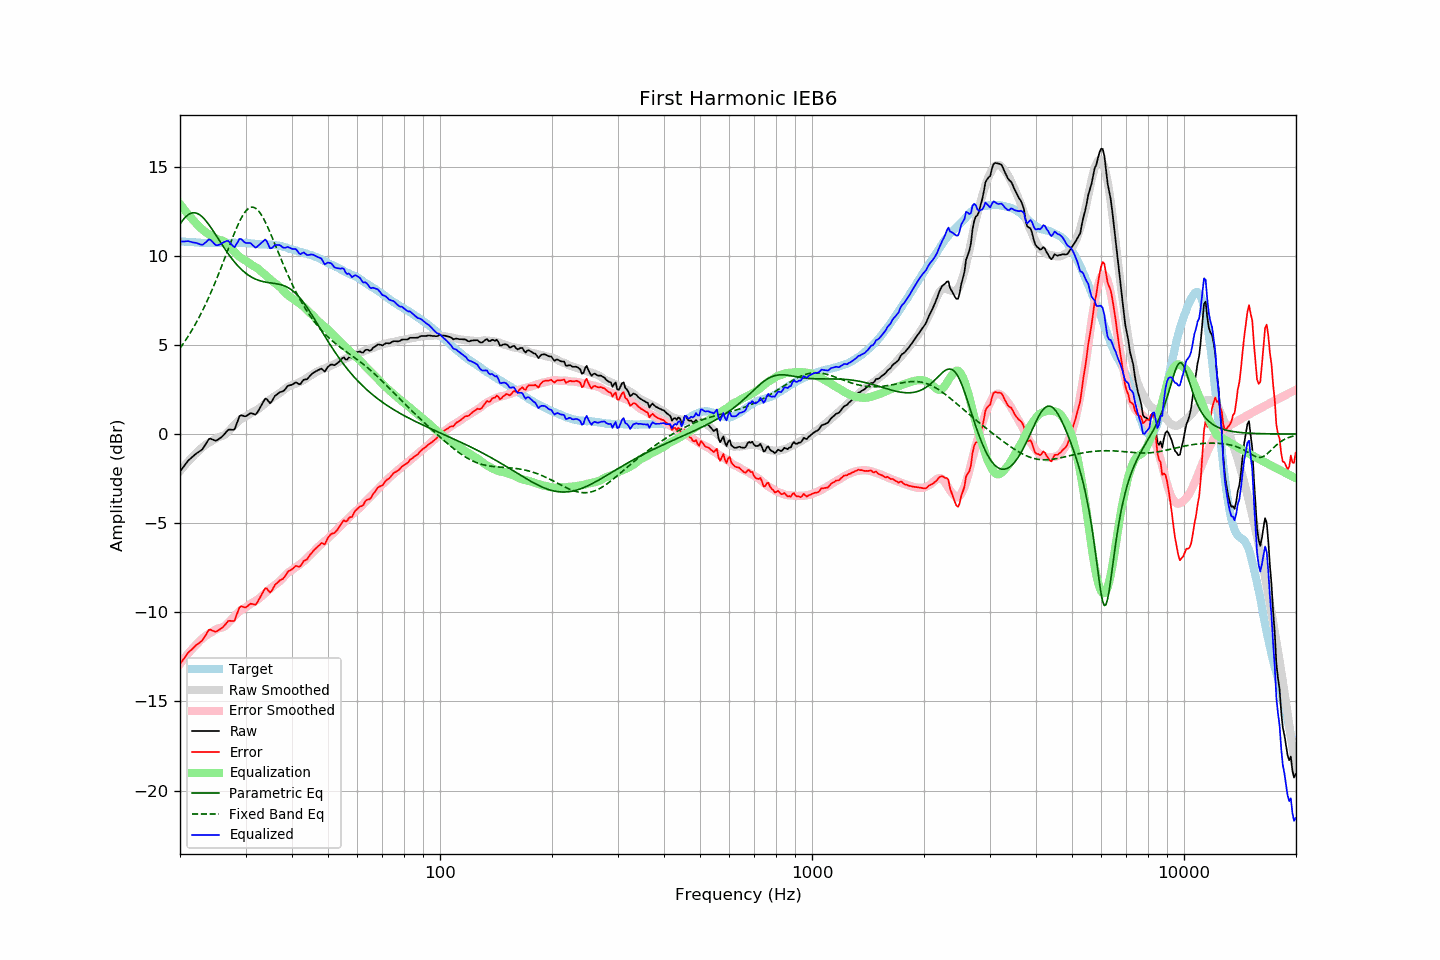 First Harmonic IEB6
15
10
5
0
−5
−10
−15
−20
Amplitude (dBr)
Target
Raw Smoothed
Error Smoothed
Raw
Error
Equalization
Parametric Eq
Fixed Band Eq
Equalized
100
1000
10000
Frequency (Hz)